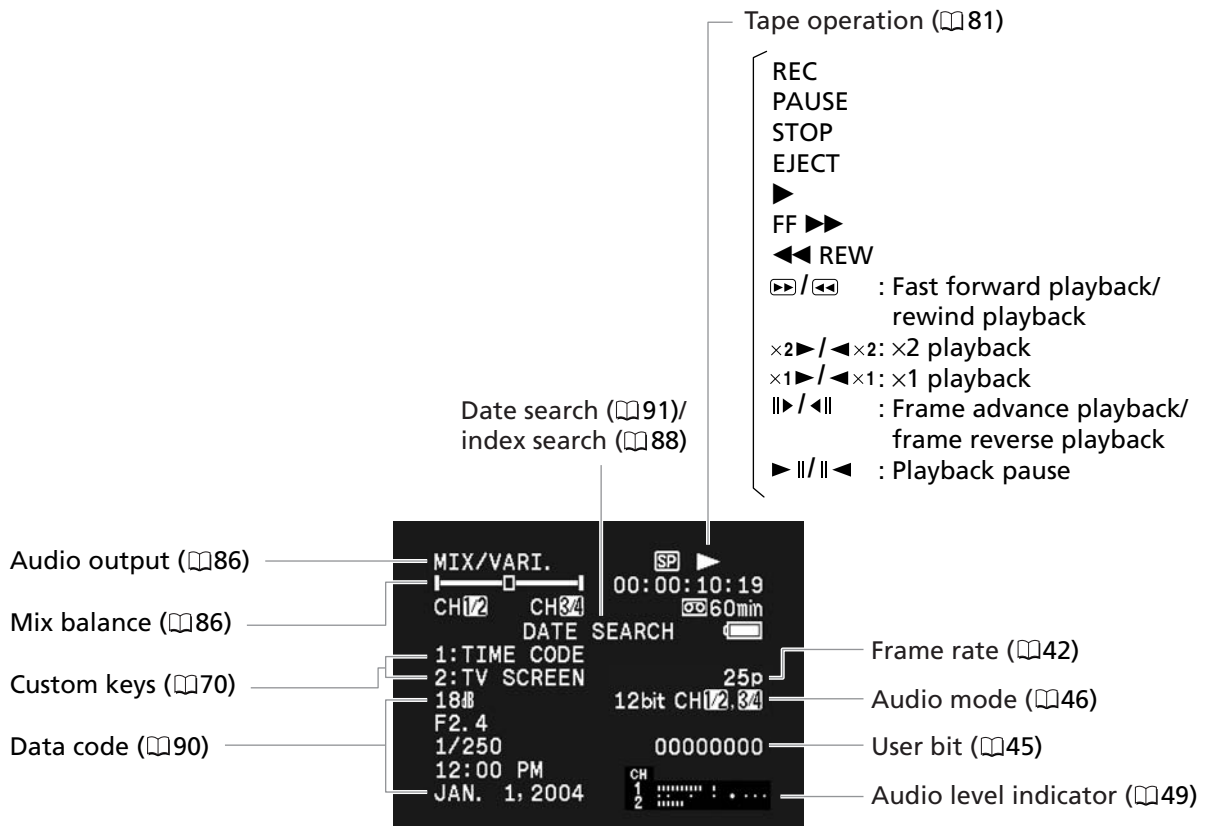 Tape operation (81)
REC
PAUSE
STOP
EJECT
▶
FF ▶▶
◀◀ REW
▶▶/◀◀ : Fast forward playback/
rewind playback
×2▶/◀×2: ×2 playback
×1▶/◀×1: ×1 playback
‖▶/◀‖ : Frame advance playback/
frame reverse playback
▶‖/‖◀ : Playback pause
Date search (91)/
index search (88)
Audio output (86)
Mix balance (86)
Custom keys (70)
Data code (90)
MIX/VARI.
CH1/2 CH3/4
SP ▶
00:00:10:19
60min
DATE SEARCH
1:TIME CODE
2:TV SCREEN
25p
18dB
12bit CH1/2,3/4
F2.4
1/250
00000000
12:00 PM
JAN. 1,2004
CH
1
2
Frame rate (42)
Audio mode (46)
User bit (45)
Audio level indicator (49)